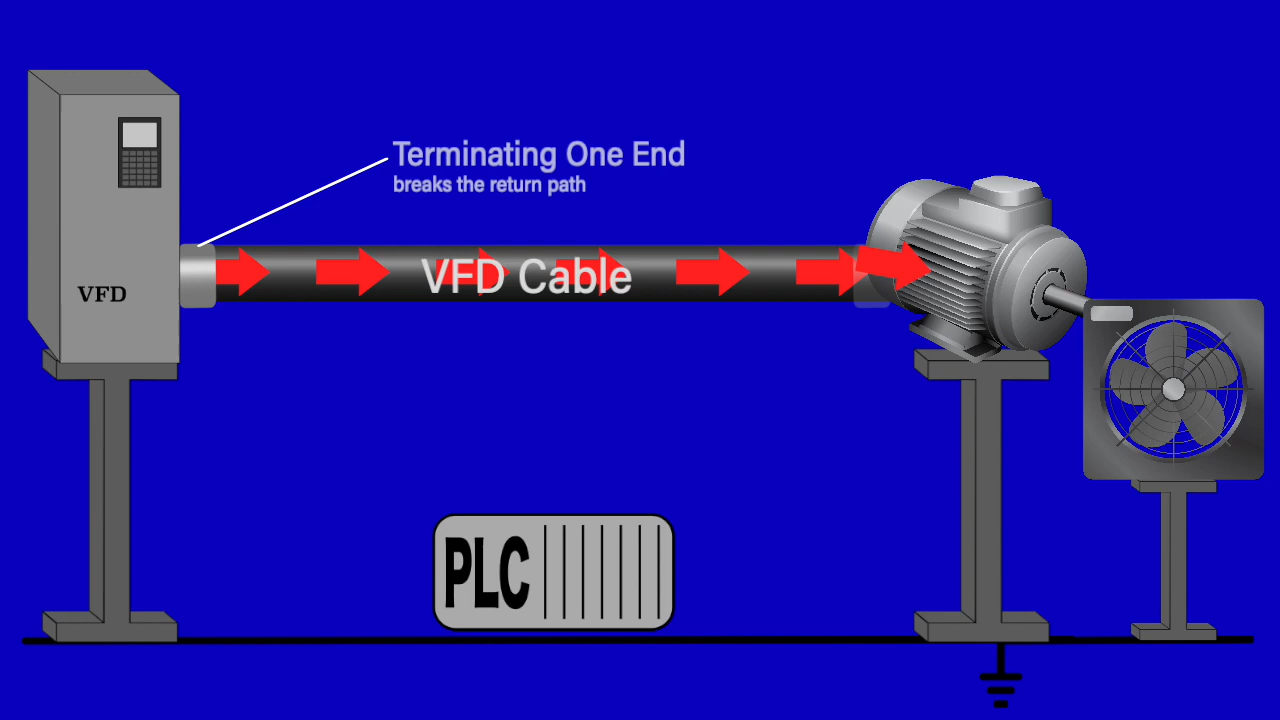 Terminating One End
breaks the return path
VFD Cable
VFD
PLC